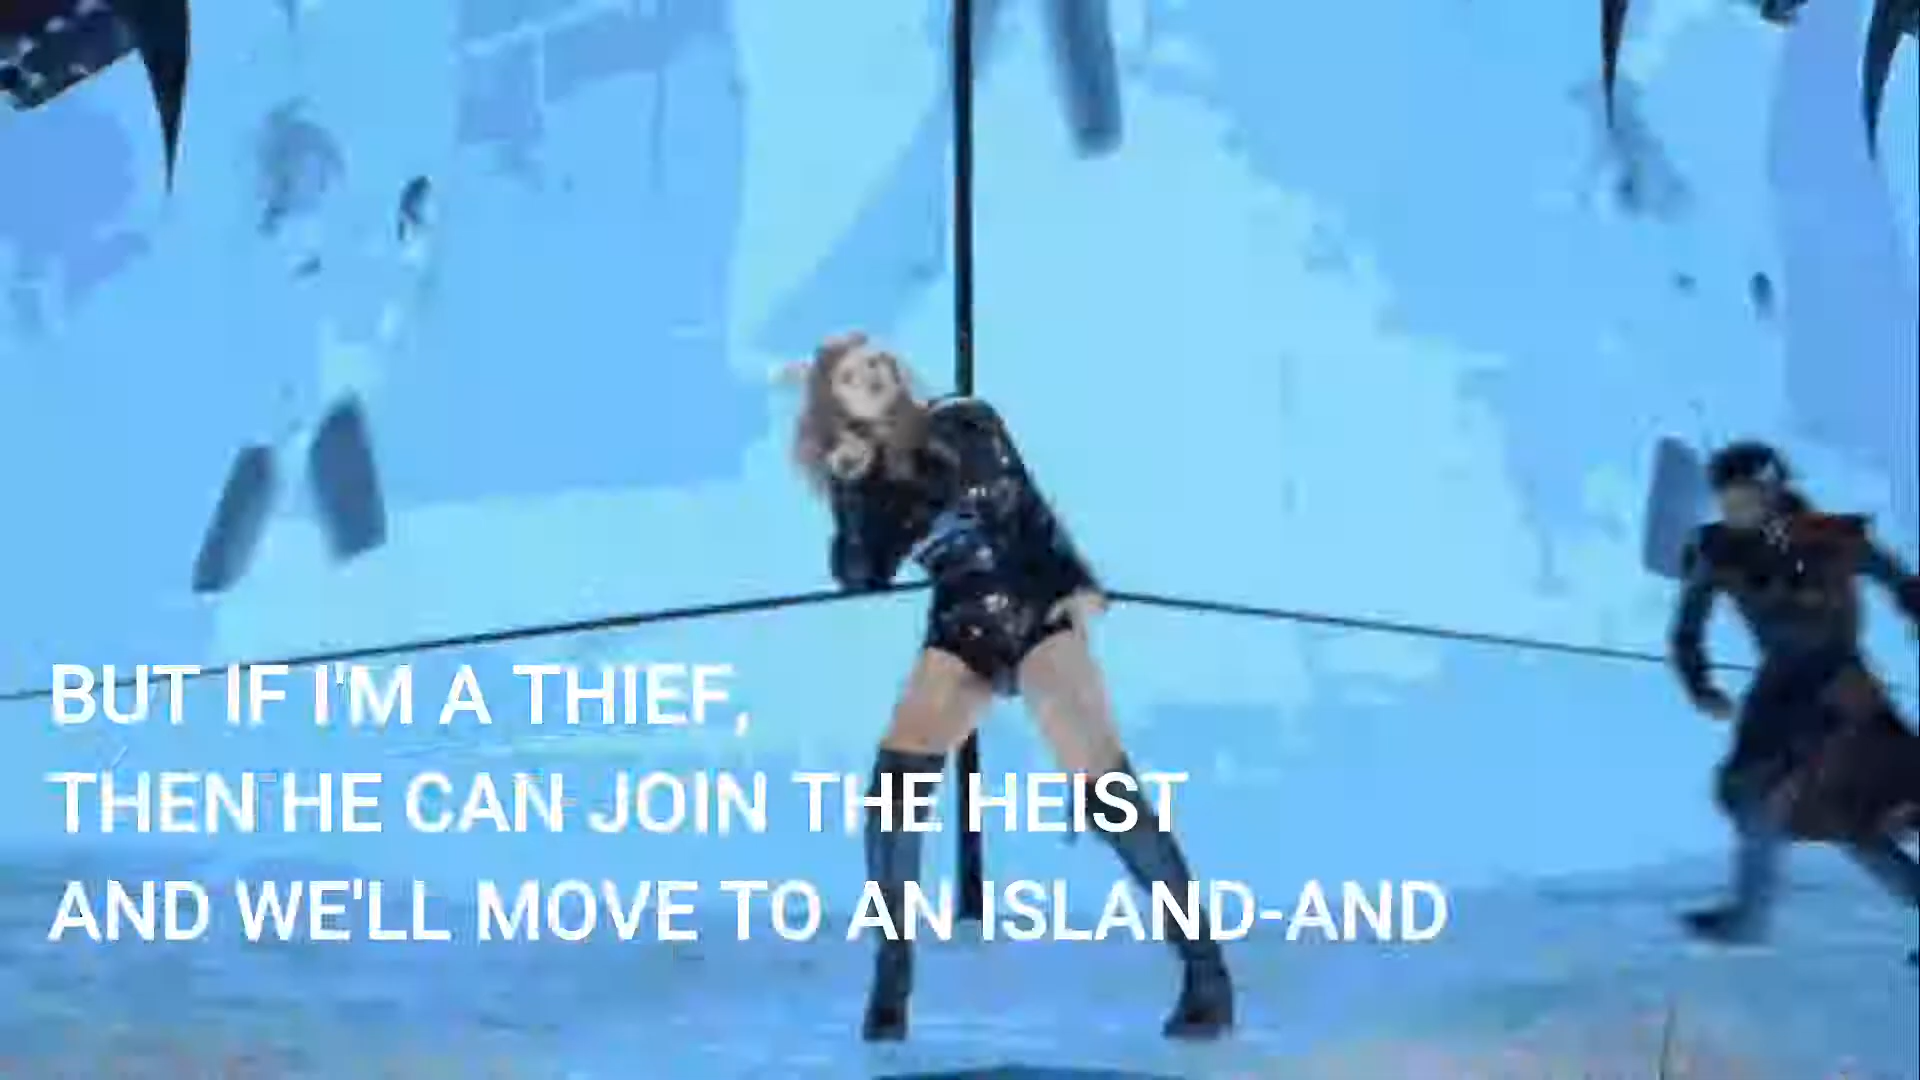 BUT IF I'M A THIEF,
THEN HE CAN JOIN THE HEIST
AND WE'LL MOVE TO AN ISLAND-AND